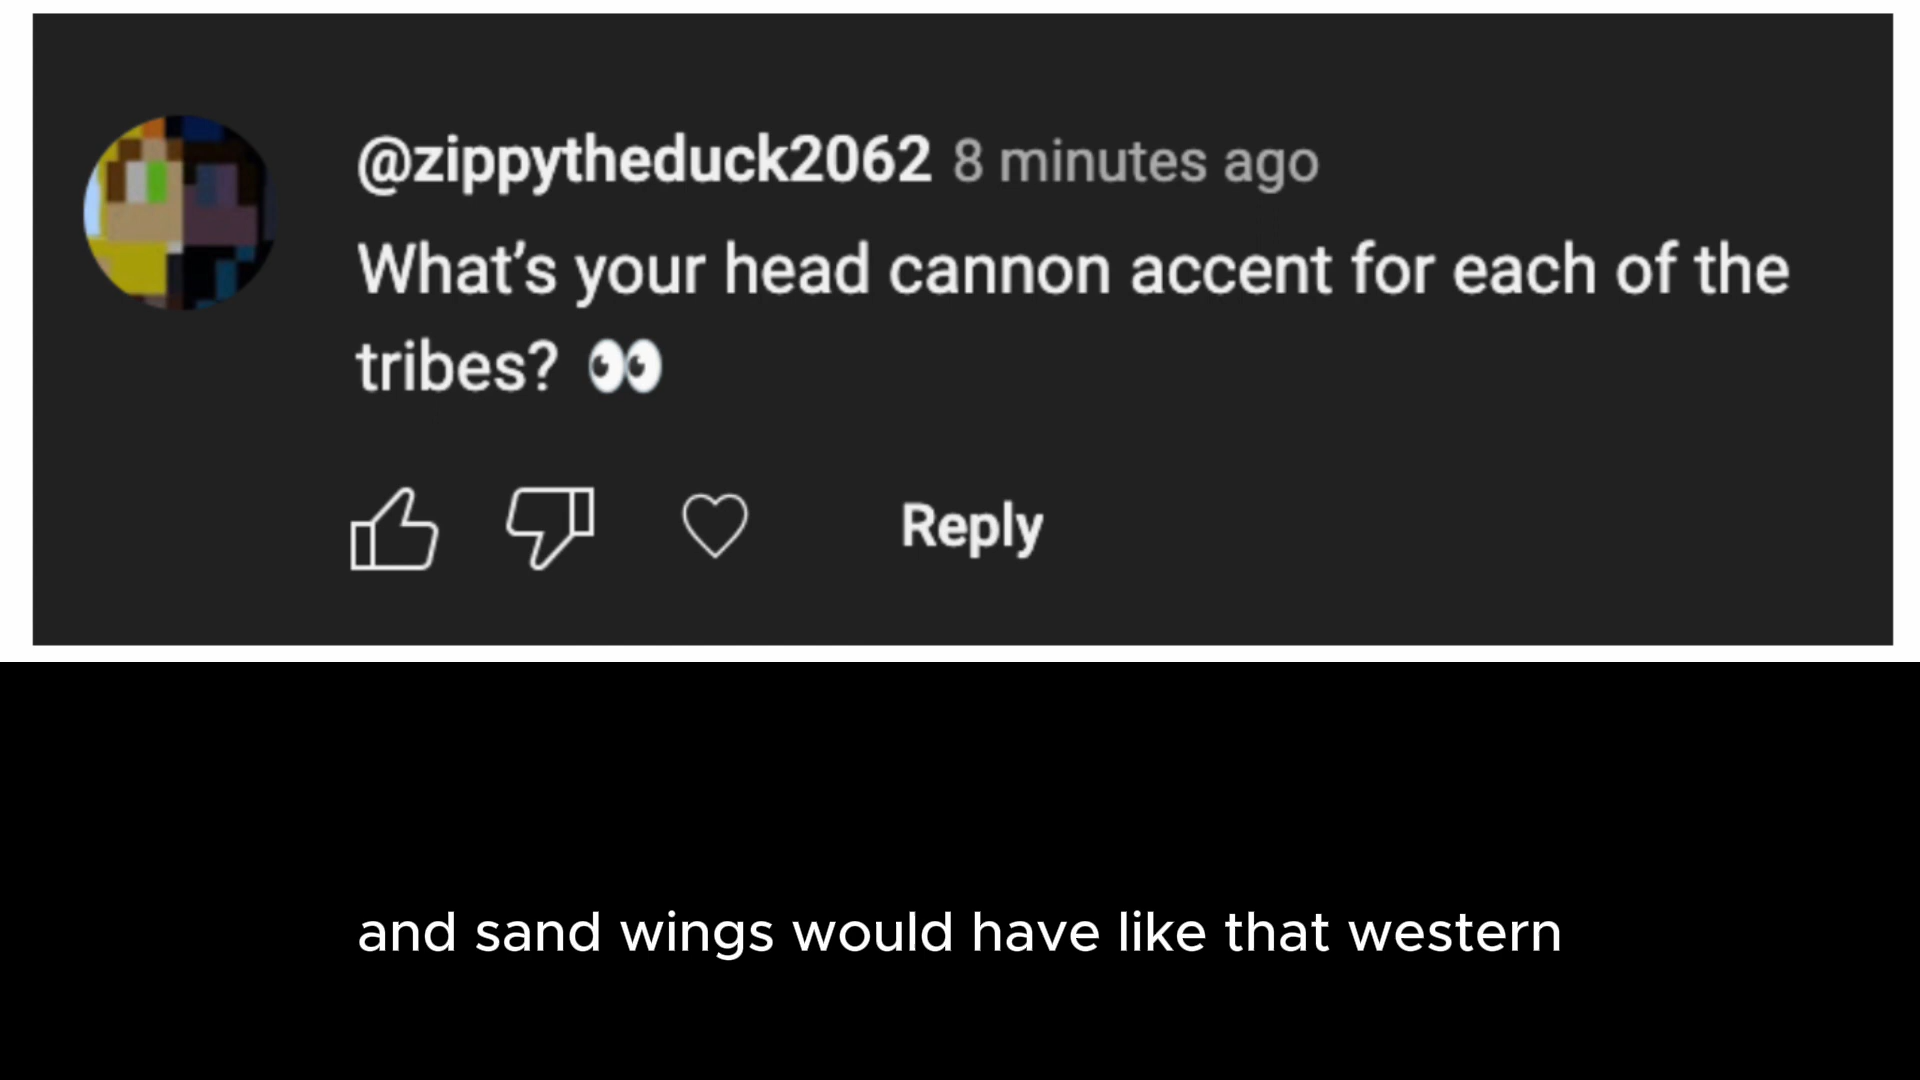 @zippytheduck2062 8 minutes ago
What’s your head cannon accent for each of the
tribes? 👀
Reply
and sand wings would have like that western